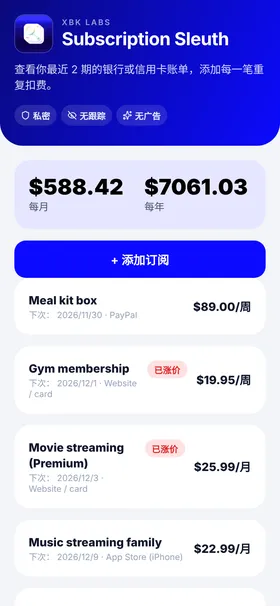 XBK LABS
Subscription Sleuth
查看你最近 2 期的银行或信用卡账单，添加每一笔重
复扣费。
私密
无跟踪
无广告
$588.42
$7061.03
每月
每年
+ 添加订阅
Meal kit box
下次： 2026/11/30 · PayPal
$89.00/周
Gym membership
已涨价
下次： 2026/12/1 · Website
/ card
$19.95/周
Movie streaming
(Premium)
已涨价
下次： 2026/12/3 ·
Website / card
$25.99/月
Music streaming family
下次： 2026/12/9 · App Store (iPhone)
$22.99/月